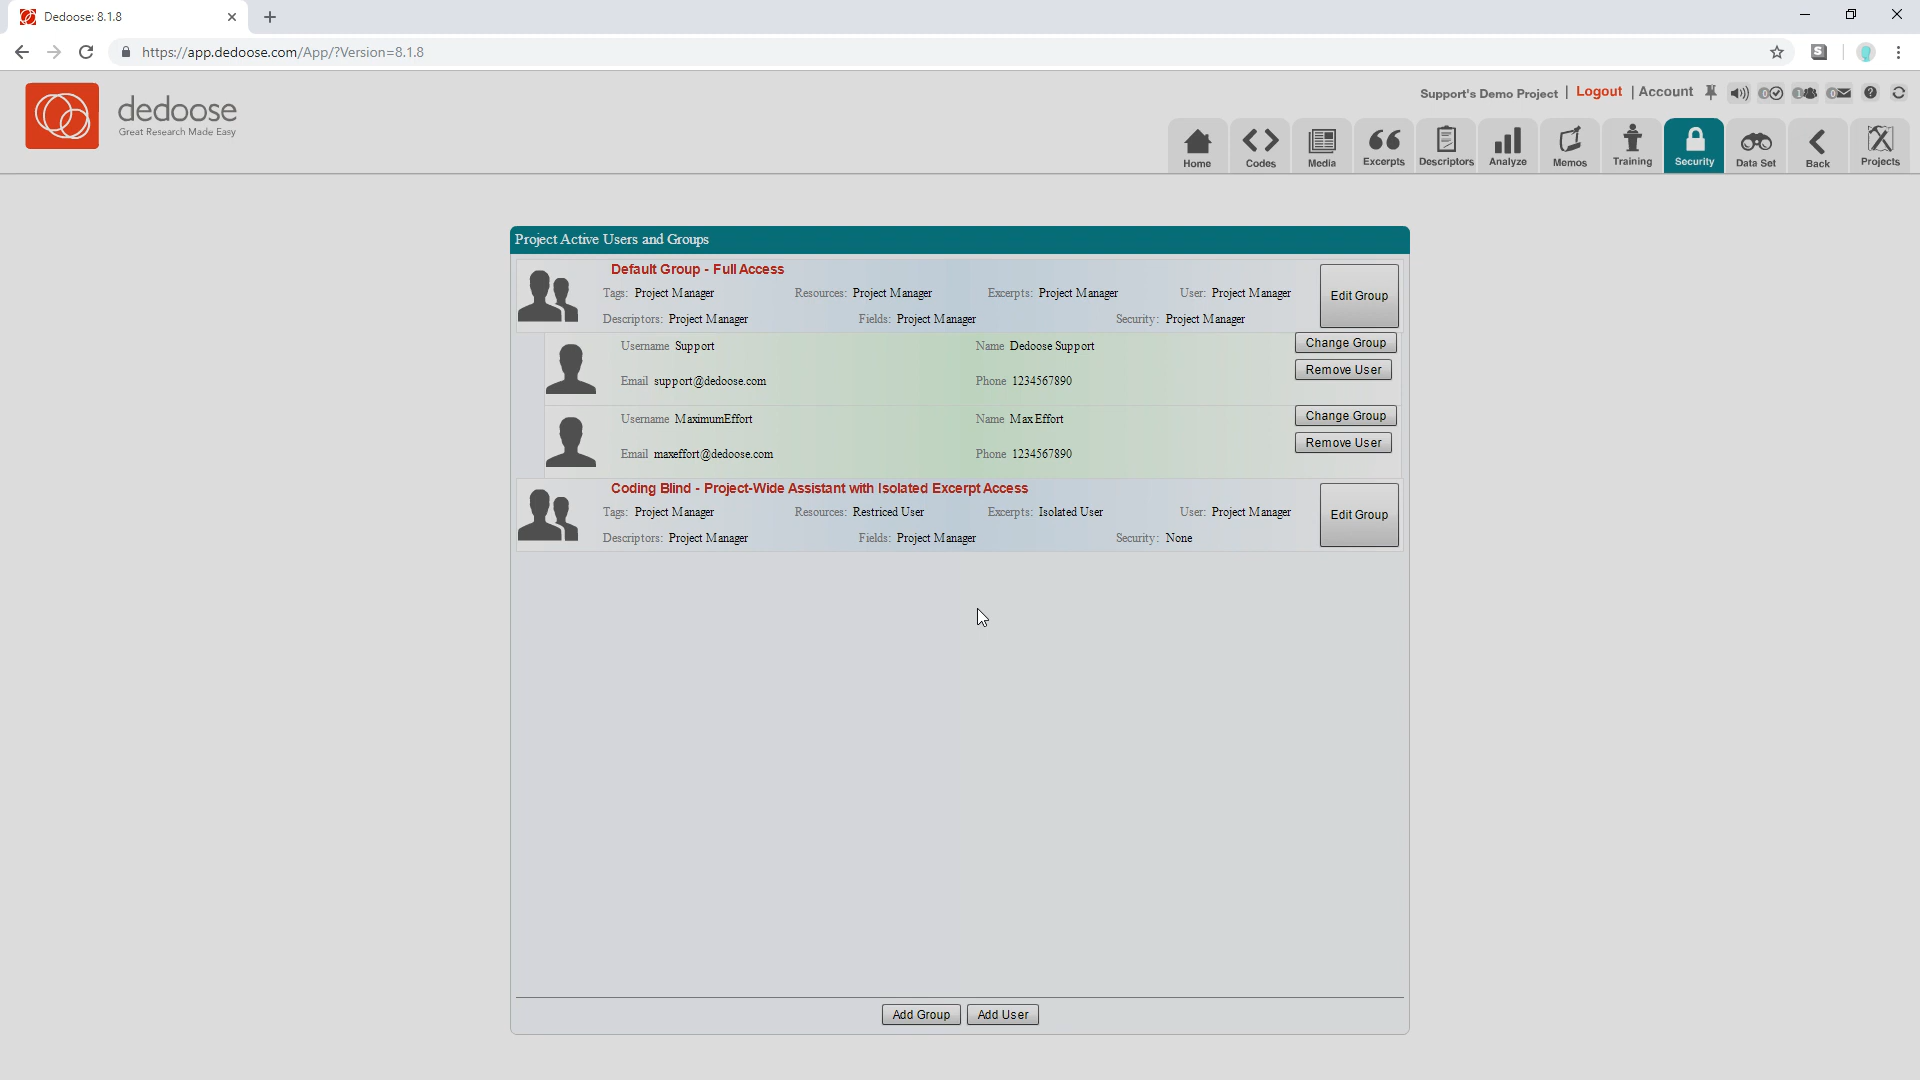 Dedoose: 8.1.8
https://app.dedoose.com/App/?Version=8.1.8
dedoose
Great Research Made Easy
Support's Demo Project | Logout | Account 0 1 0
Home Codes Media Excerpts Descriptors Analyze Memos Training Security Data Set Back Projects
Project Active Users and Groups
Default Group - Full Access
Tags: Project Manager Resources: Project Manager Excerpts: Project Manager User: Project Manager
Edit Group
Descriptors: Project Manager Fields: Project Manager Security: Project Manager
Username Support Name Dedoose Support Change Group
Remove User
Email support@dedoose.com Phone 1234567890
Username MaximumEffort Name Max Effort Change Group
Remove User
Email maxeffort@dedoose.com Phone 1234567890
Coding Blind - Project-Wide Assistant with Isolated Excerpt Access
Tags: Project Manager Resources: Restriced User Excerpts: Isolated User User: Project Manager
Edit Group
Descriptors: Project Manager Fields: Project Manager Security: None
Add Group Add User